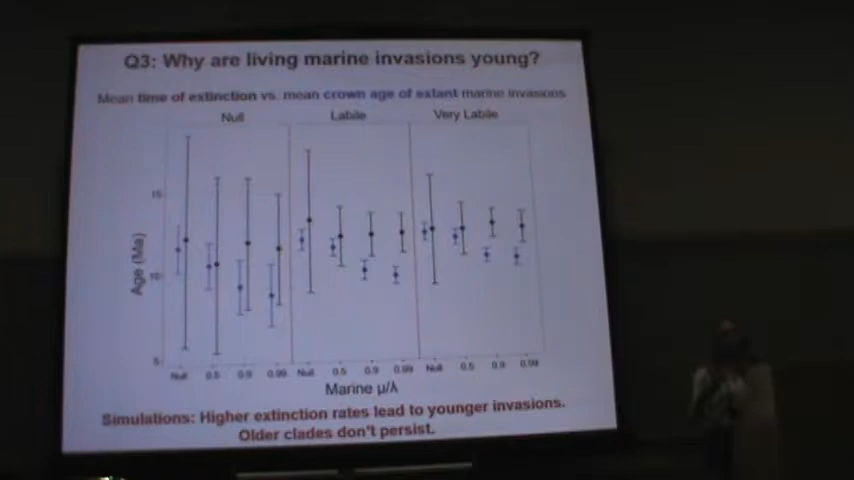 Q3: Why are living marine invasions young?
Mean time of extinction vs. mean crown age of extant marine invasions
Null Labile Very Labile
15
10
5
Age (Ma)
Null 0.5 0.9 0.99 Null 0.5 0.9 0.99 Null 0.5 0.9 0.99
Marine μ/λ
Simulations: Higher extinction rates lead to younger invasions.
Older clades don't persist.